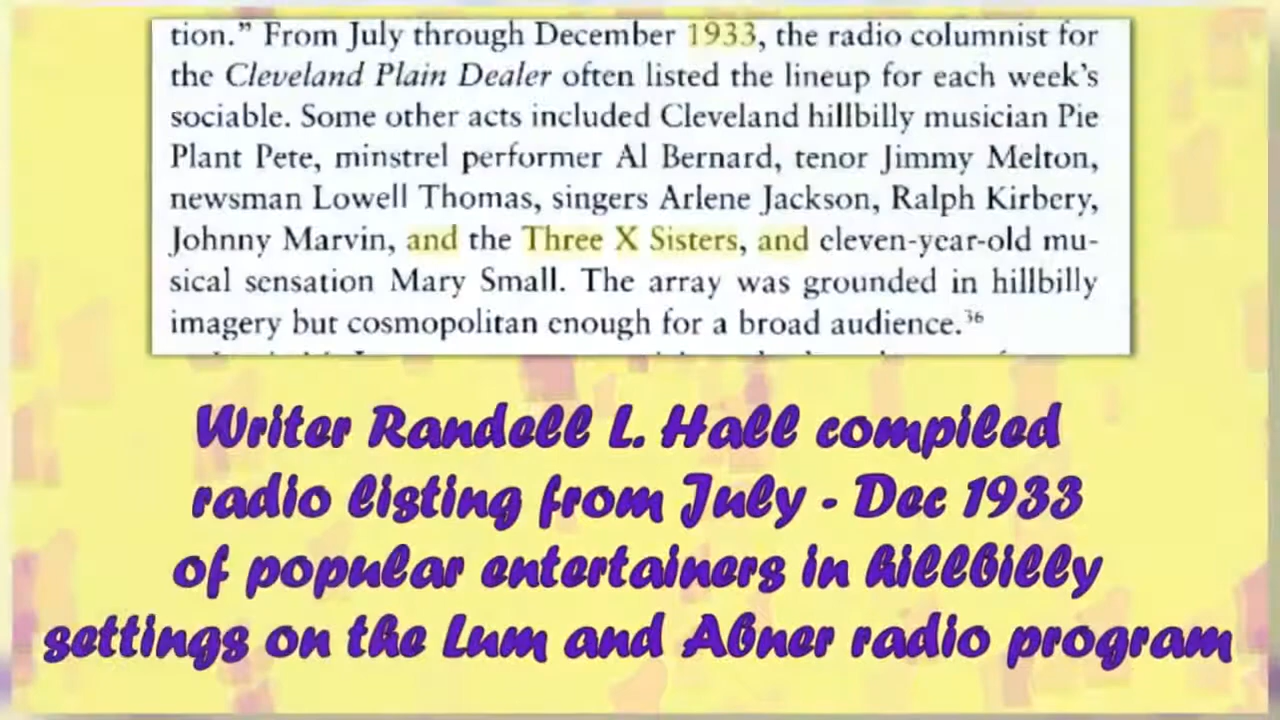 tion.” From July through December 1933, the radio columnist for
the Cleveland Plain Dealer often listed the lineup for each week’s
sociable. Some other acts included Cleveland hillbilly musician Pie
Plant Pete, minstrel performer Al Bernard, tenor Jimmy Melton,
newsman Lowell Thomas, singers Arlene Jackson, Ralph Kirbery,
Johnny Marvin, and the Three X Sisters, and eleven-year-old mu-
sical sensation Mary Small. The array was grounded in hillbilly
imagery but cosmopolitan enough for a broad audience.36
Writer Randell L. Hall compiled
radio listing from July - Dec 1933
of popular entertainers in hillbilly
settings on the Lum and Abner radio program